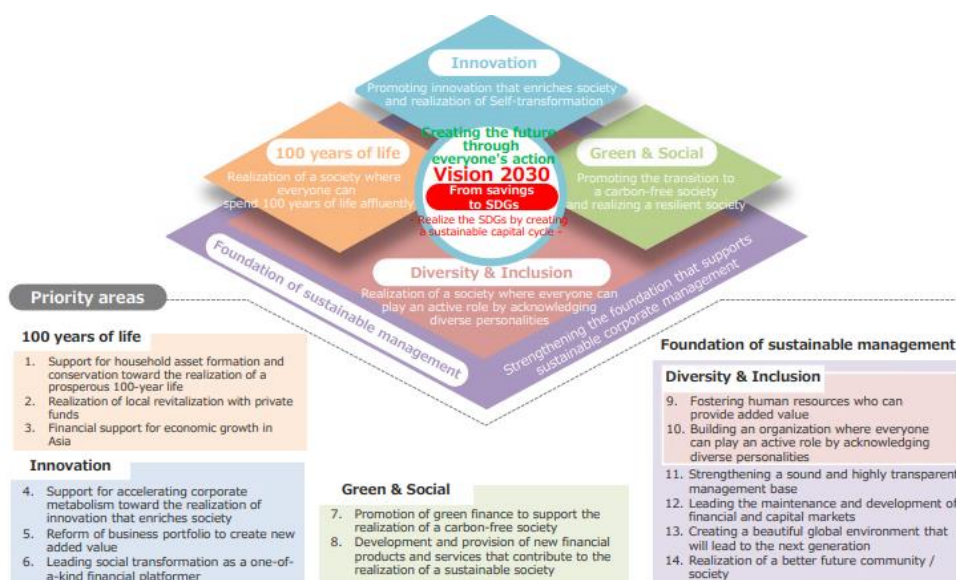 Innovation
Promoting innovation that enriches society
and realization of Self-transformation
100 years of life
Realization of a society where
everyone can
spend 100 years of life affluently
Creating the future
through
everyone's action
Vision 2030
From savings
to SDGs
- Realize the SDGs by creating
a sustainable capital cycle -
Green & Social
Promoting the transition to
a carbon-free society
and realizing a resilient society
Diversity & Inclusion
Realization of a society where everyone can
play an active role by acknowledging
diverse personalities
Foundation of sustainable management
Strengthening the foundation that supports
sustainable corporate management
Priority areas
100 years of life
1. Support for household asset formation and
conservation toward the realization of a
prosperous 100-year life
2. Realization of local revitalization with private
funds
3. Financial support for economic growth in
Asia
Innovation
4. Support for accelerating corporate
metabolism toward the realization of
innovation that enriches society
5. Reform of business portfolio to create new
added value
6. Leading social transformation as a one-of-
a-kind financial platformer
Green & Social
7. Promotion of green finance to support the
realization of a carbon-free society
8. Development and provision of new financial
products and services that contribute to the
realization of a sustainable society
Foundation of sustainable management
Diversity & Inclusion
9. Fostering human resources who can
provide added value
10. Building an organization where everyone
can play an active role by acknowledging
diverse personalities
11. Strengthening a sound and highly transparent
management base
12. Leading the maintenance and development of
financial and capital markets
13. Creating a beautiful global environment that
will lead to the next generation
14. Realization of a better future community /
society